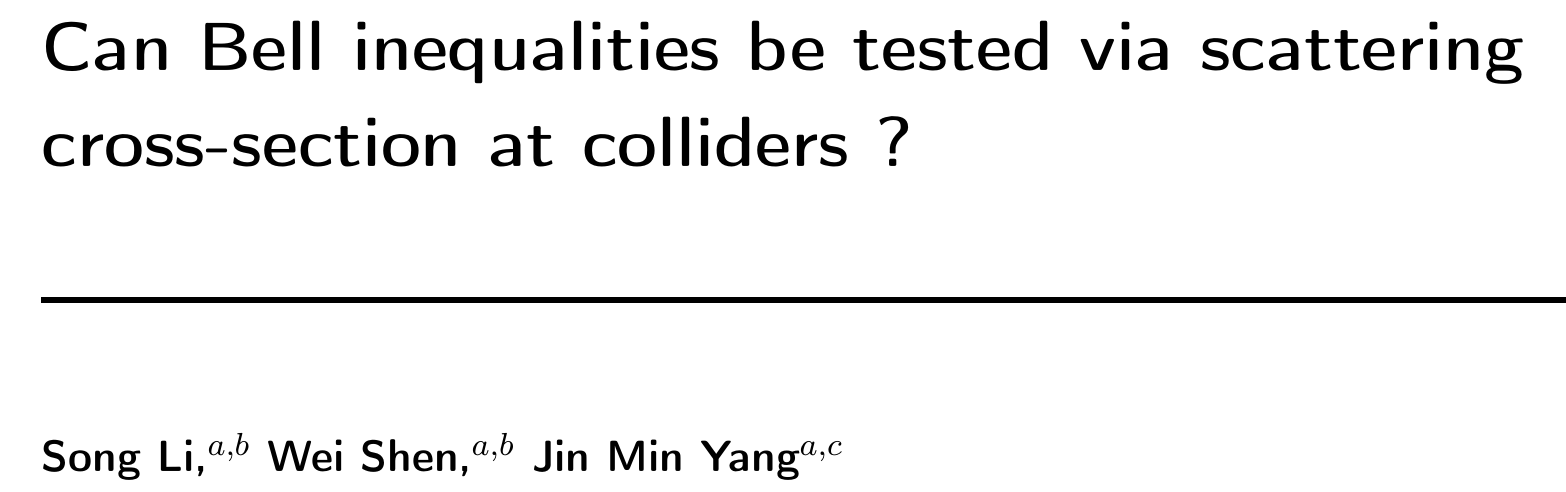 Can Bell inequalities be tested via scattering
cross-section at colliders ?
Song Li,a,b Wei Shen,a,b Jin Min Yanga,c